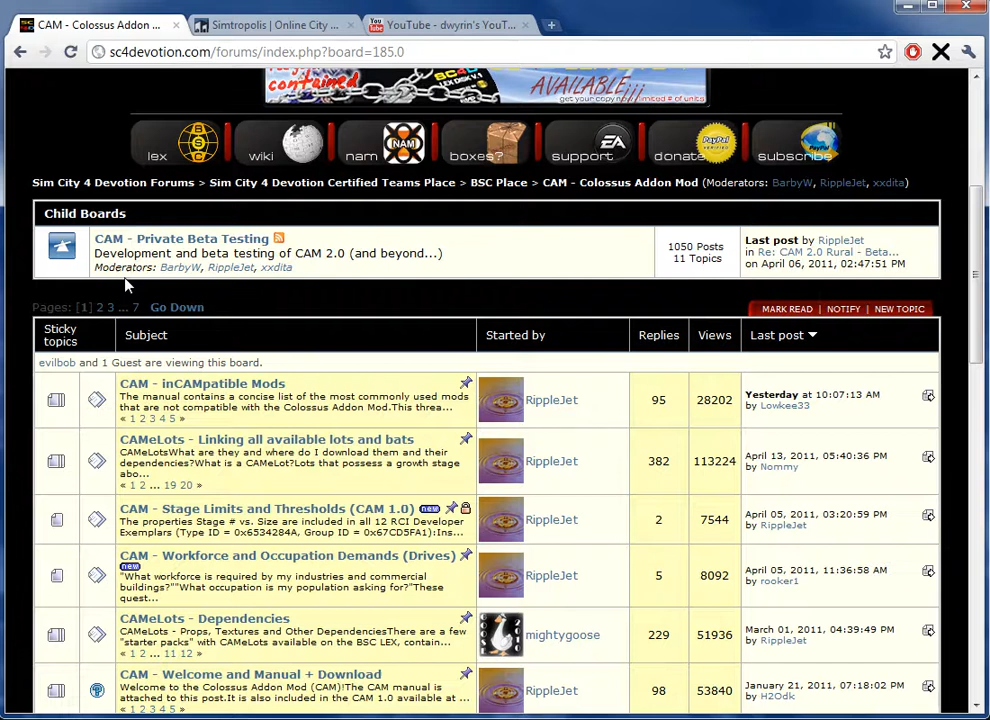 CAM - Colossus Addon ...
Simtropolis | Online City ...
YouTube - dwyrin's YouT...
sc4devotion.com/forums/index.php?board=185.0
contained
AVAILABLE¡¡¡
get your copy now limited # of units
lex
wiki
nam
boxes?
support
donate
subscribe
Sim City 4 Devotion Forums > Sim City 4 Devotion Certified Teams Place > BSC Place > CAM - Colossus Addon Mod (Moderators: BarbyW, RippleJet, xxdita)
Child Boards
CAM - Private Beta Testing
Development and beta testing of CAM 2.0 (and beyond...)
Moderators: BarbyW, RippleJet, xxdita
1050 Posts
11 Topics
Last post by RippleJet
in Re: CAM 2.0 Rural - Beta...
on April 06, 2011, 02:47:51 PM
Pages: [1] 2 3 ... 7 Go Down
MARK READ | NOTIFY | NEW TOPIC
Sticky
topics
Subject
Started by
Replies
Views
Last post
evilbob and 1 Guest are viewing this board.
CAM - inCAMpatible Mods
The manual contains a concise list of the most commonly used mods
that are not compatible with the Colossus Addon Mod.This threa...
« 1 2 3 4 5 »
RippleJet
95
28202
Yesterday at 10:07:13 AM
by Lowkee33
CAMeLots - Linking all available lots and bats
CAMeLotsWhat are they and where do I download them and their
dependencies?What is a CAMeLot?Lots that possess a growth stage
abo...
« 1 2 ... 19 20 »
RippleJet
382
113224
April 13, 2011, 05:40:36 PM
by Nommy
CAM - Stage Limits and Thresholds (CAM 1.0) new
The properties Stage # vs. Size are included in all 12 RCI Developer
Exemplars (Type ID = 0x6534284A, Group ID = 0x67CD5FA1):Ins...
RippleJet
2
7544
April 05, 2011, 03:20:59 PM
by RippleJet
CAM - Workforce and Occupation Demands (Drives)
new
"What workforce is required by my industries and commercial
buildings?""What occupation is my population asking for?"These
quest...
RippleJet
5
8092
April 05, 2011, 11:36:58 AM
by rooker1
CAMeLots - Dependencies
CAMeLots - Props, Textures and Other DependenciesThere are a few
"starter packs" with CAMeLots available on the BSC LEX, contain...
« 1 2 ... 11 12 »
mightygoose
229
51936
March 01, 2011, 04:39:49 PM
by RippleJet
CAM - Welcome and Manual + Download
Welcome to the Colossus Addon Mod (CAM)!The CAM manual is
attached to this post.It is also included in the CAM 1.0 available at ...
« 1 2 3 4 5 »
RippleJet
98
53840
January 21, 2011, 07:18:02 PM
by H2Odk